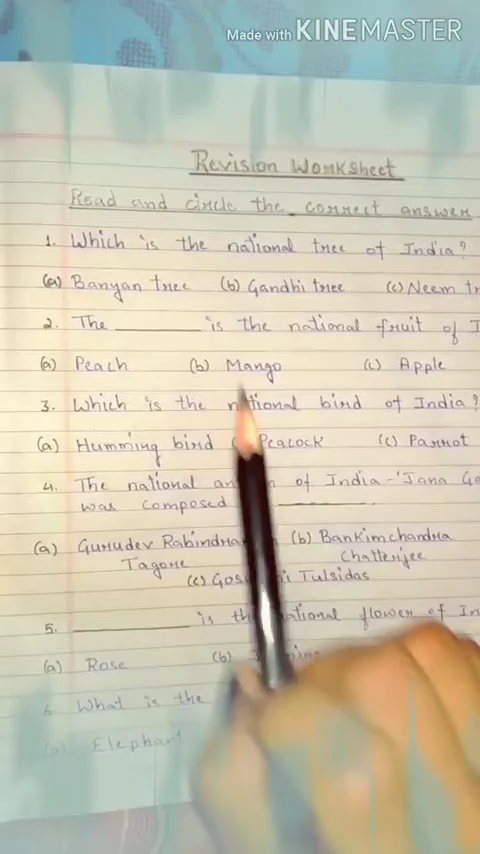 Made with KINEMASTER
Revision Worksheet
Read and circle the correct answer
1. Which is the national tree of India?
(a) Banyan tree (b) Gandhi tree (c) Neem
2. The ________ is the national fruit of
(a) Peach (b) Mango (c) Apple
3. Which is the national bird of India?
(a) Humming bird Peacock (c) Parrot
4. The national of India - 'Jana
was composed ________.
(a) Gurudev Rabindra (b) Bankimchandra
Tagore Chatterjee
(c) Tulsidas
5. ________ is the national flower of
(a) Rose (b)
6. What is the
(a) Elephant